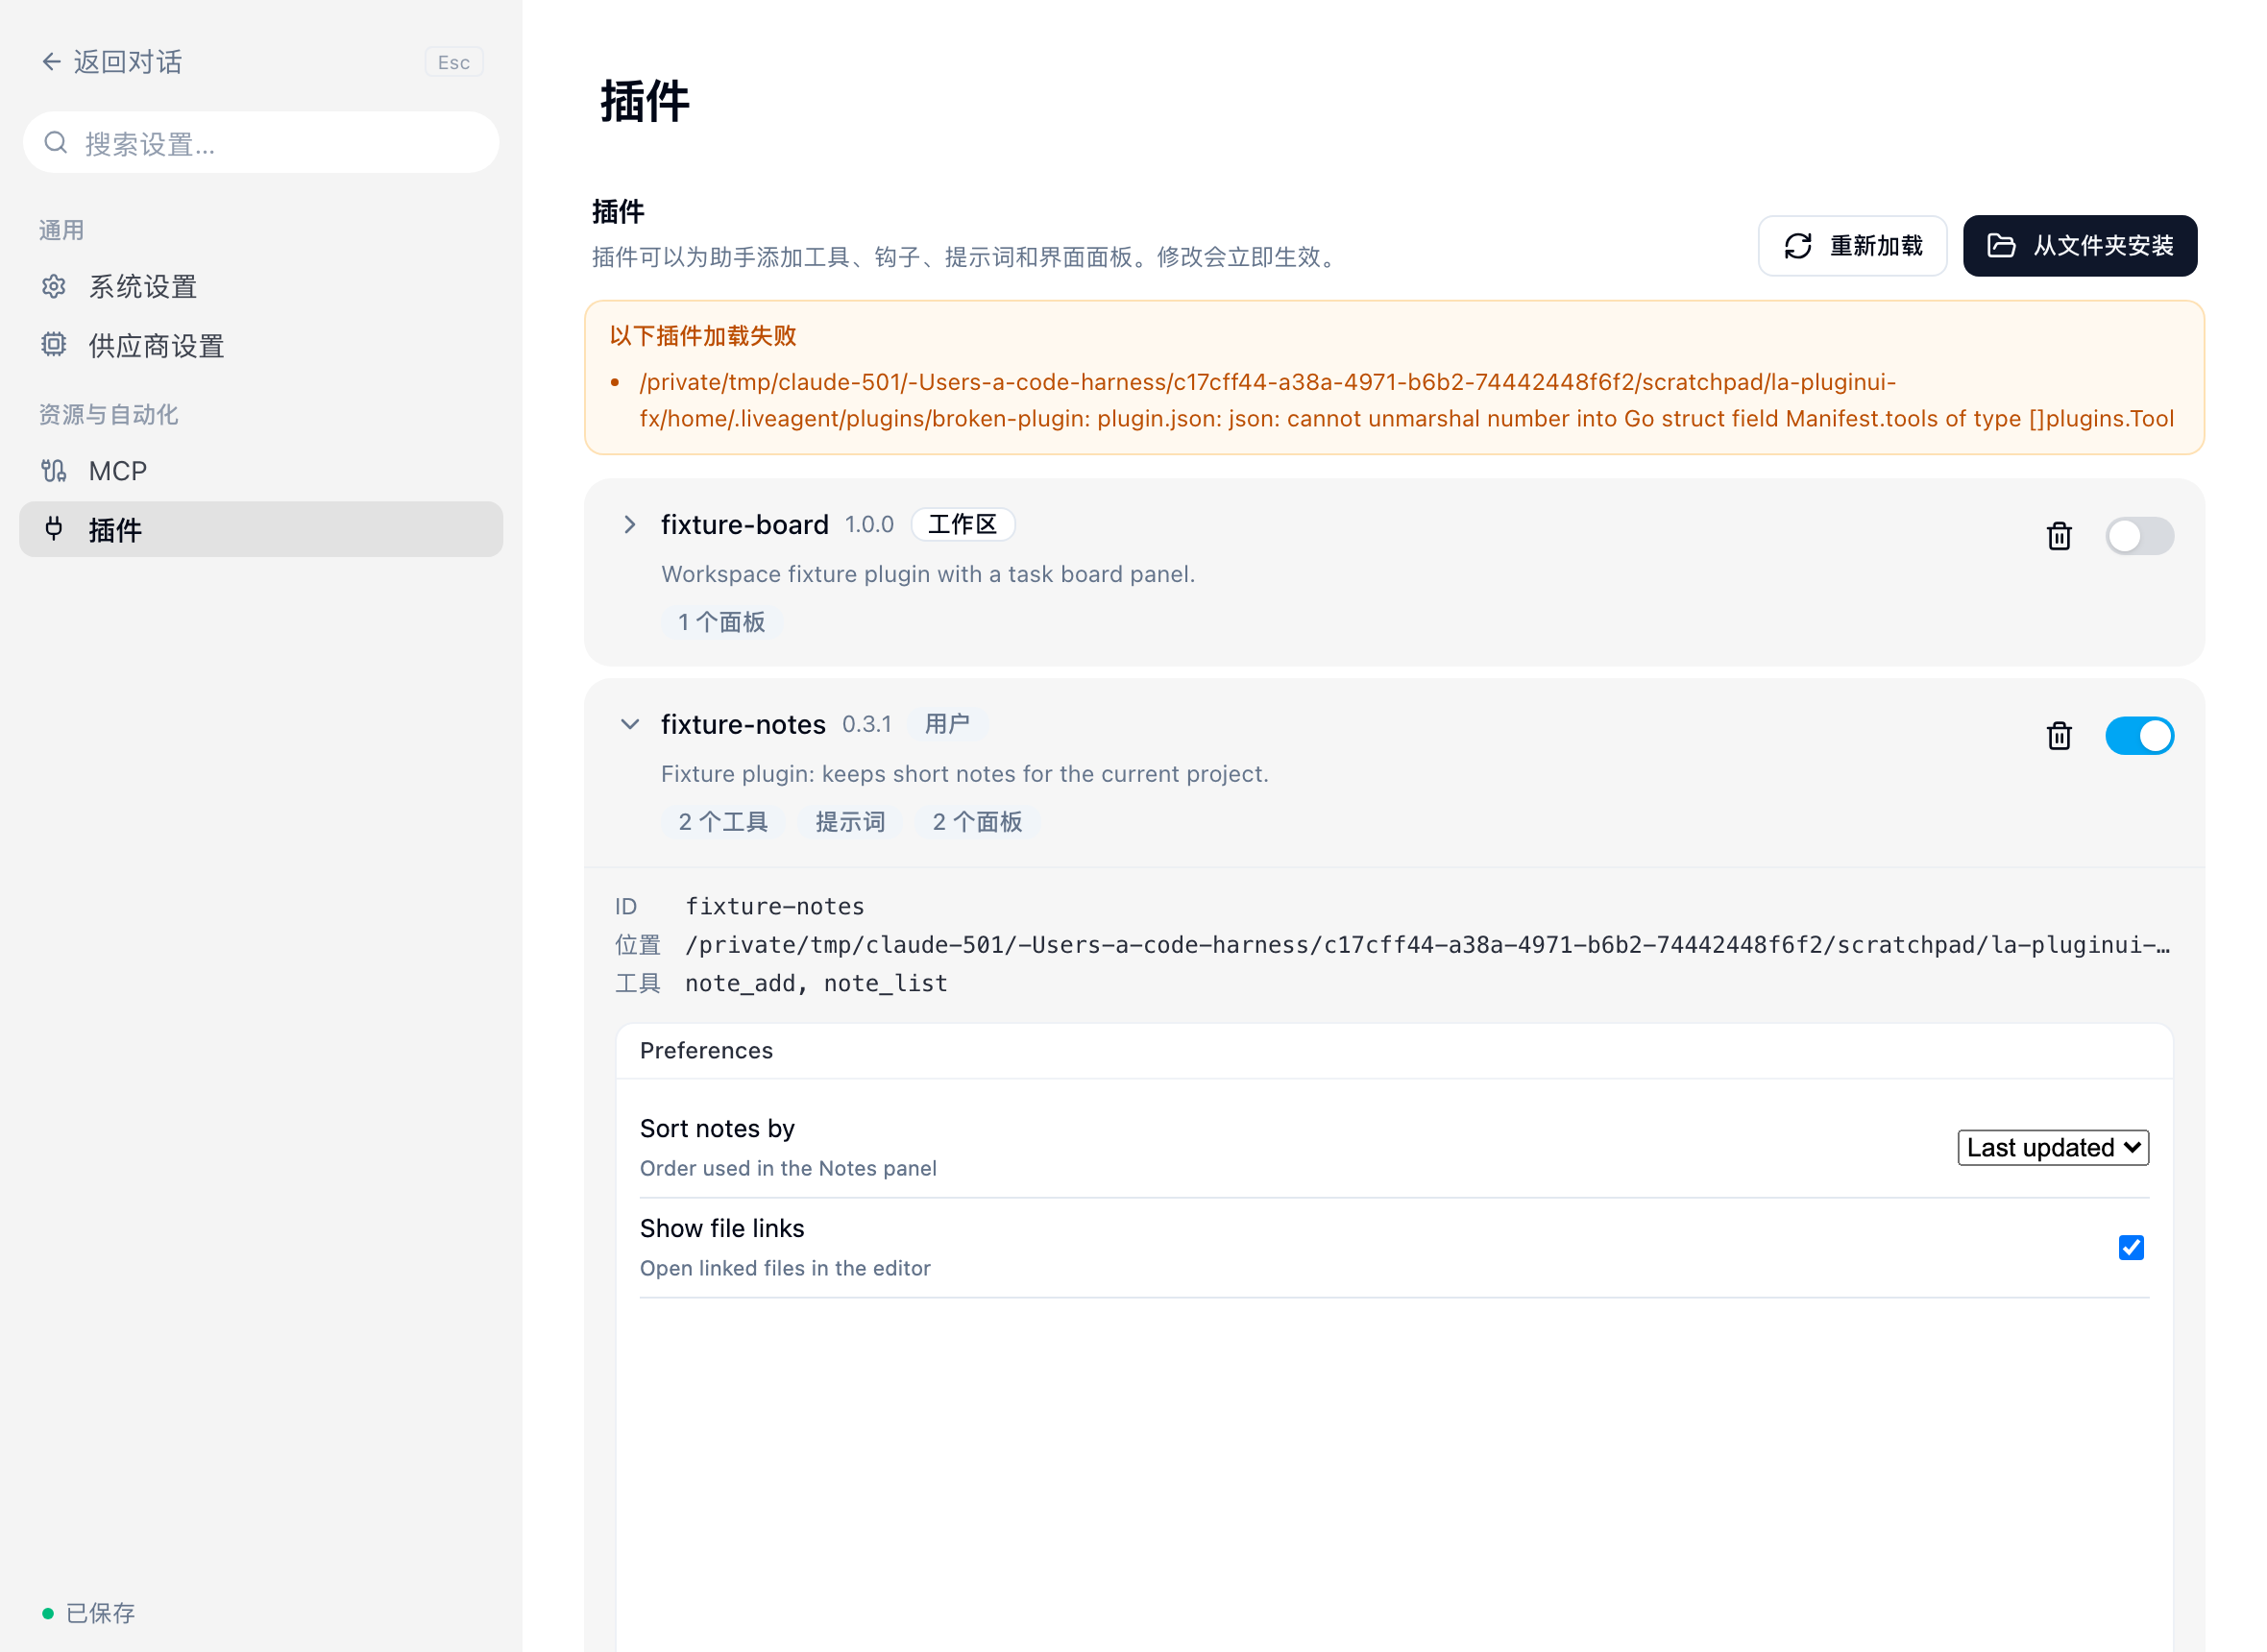 返回对话
Esc
搜索设置...
通用
系统设置
供应商设置
资源与自动化
MCP
插件
已保存
插件
插件
插件可以为助手添加工具、钩子、提示词和界面面板。修改会立即生效。
重新加载
从文件夹安装
以下插件加载失败
/private/tmp/claude-501/-Users-a-code-harness/c17cff44-a38a-4971-b6b2-74442448f6f2/scratchpad/la-pluginui-
fx/home/.liveagent/plugins/broken-plugin: plugin.json: json: cannot unmarshal number into Go struct field Manifest.tools of type []plugins.Tool
fixture-board 1.0.0 工作区
Workspace fixture plugin with a task board panel.
1 个面板
fixture-notes 0.3.1 用户
Fixture plugin: keeps short notes for the current project.
2 个工具 提示词 2 个面板
ID fixture-notes
位置 /private/tmp/claude-501/-Users-a-code-harness/c17cff44-a38a-4971-b6b2-74442448f6f2/scratchpad/la-pluginui-…
工具 note_add, note_list
Preferences
Sort notes by
Order used in the Notes panel
Last updated
Show file links
Open linked files in the editor